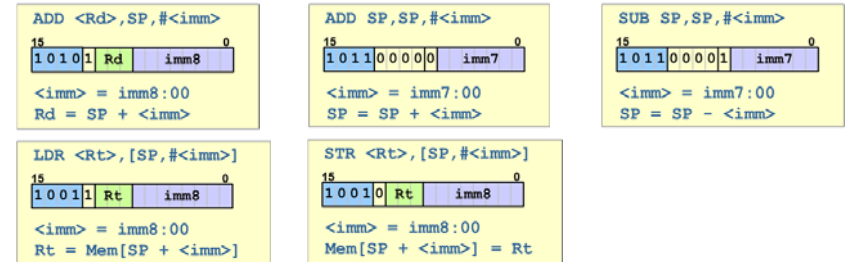 ADD <Rd>,SP,#<imm>
15 0
1 0 1 0 1 Rd imm8
<imm> = imm8:00
Rd = SP + <imm>
ADD SP,SP,#<imm>
15 0
1 0 1 1 0 0 0 0 0 imm7
<imm> = imm7:00
SP = SP + <imm>
SUB SP,SP,#<imm>
15 0
1 0 1 1 0 0 0 0 1 imm7
<imm> = imm7:00
SP = SP - <imm>
LDR <Rt>,[SP,#<imm>]
15 0
1 0 0 1 1 Rt imm8
<imm> = imm8:00
Rt = Mem[SP + <imm>]
STR <Rt>,[SP,#<imm>]
15 0
1 0 0 1 0 Rt imm8
<imm> = imm8:00
Mem[SP + <imm>] = Rt